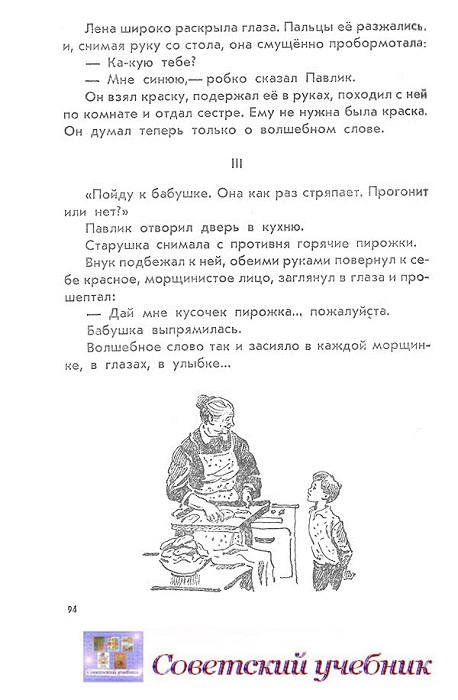 Лена широко раскрыла глаза. Пальцы её разжались,
и, снимая руку со стола, она смущённо пробормотала:
— Ка-кую тебе?
— Мне синюю,— робко сказал Павлик.
Он взял краску, подержал её в руках, походил с ней
по комнате и отдал сестре. Ему не нужна была краска.
Он думал теперь только о волшебном слове.
III
«Пойду к бабушке. Она как раз стряпает. Прогонит
или нет?»
Павлик отворил дверь в кухню.
Старушка снимала с противня горячие пирожки.
Внук подбежал к ней, обеими руками повернул к се-
бе красное, морщинистое лицо, заглянул в глаза и про-
шептал:
— Дай мне кусочек пирожка... пожалуйста.
Бабушка выпрямилась.
Волшебное слово так и засияло в каждой морщин-
ке, в глазах, в улыбке...
94
Советский учебник
Советский учебник